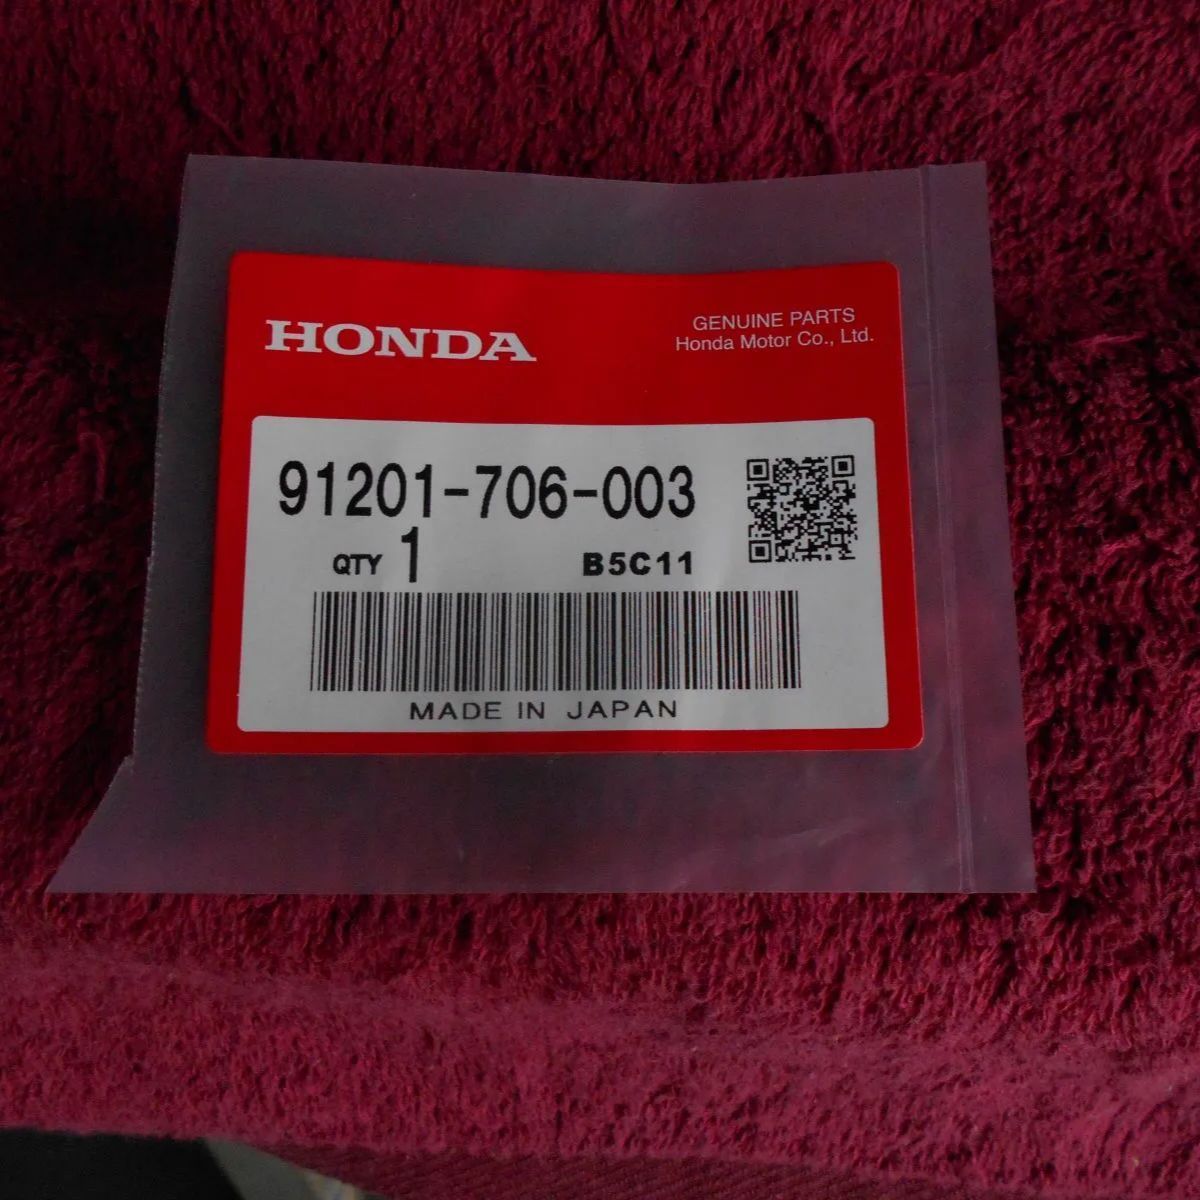 HONDA
GENUINE PARTS
Honda Motor Co., Ltd.
91201-706-003
QTY 1 B5C11
MADE IN JAPAN